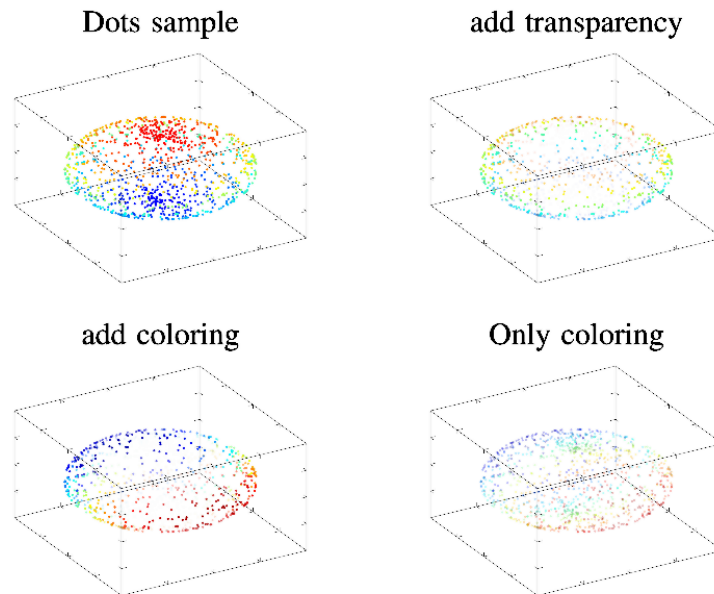 Dots sample
add transparency
add coloring
Only coloring